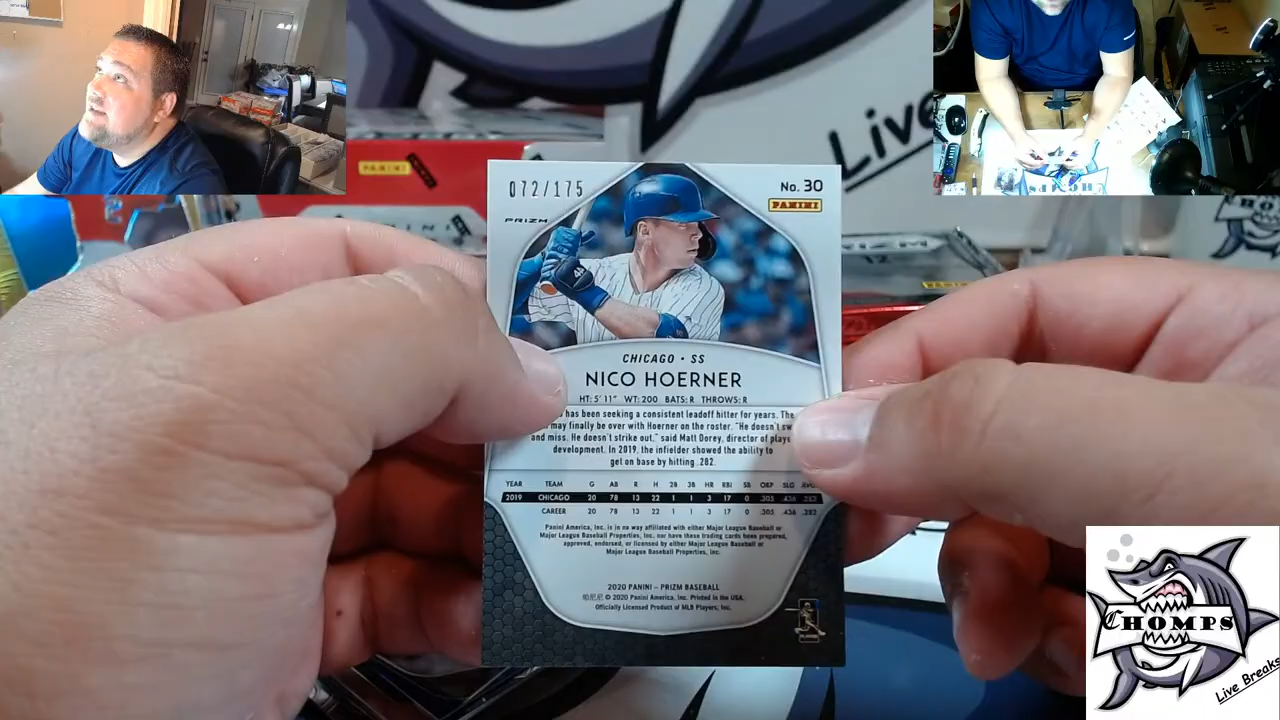 Live
PANINI
072/175
No. 30
PANINI
PRIZM
CHICAGO • SS
NICO HOERNER
HT: 5' 11" WT: 200 BATS: R THROWS: R
has been seeking a consistent leadoff hitter for years. The
may finally be over with Hoerner on the roster. "He doesn't sw
and miss. He doesn't strike out," said Matt Dorey, director of playe
development. In 2019, the infielder showed the ability to
get on base by hitting .282.
YEAR TEAM G AB R H 2B 3B HR RBI SB OBP SLG AVG
2019 CHICAGO 20 78 13 22 1 1 3 17 0 .305 .436 .282
CAREER 20 78 13 22 1 1 3 17 0 .305 .436 .282
Panini America, Inc. is in no way affiliated with either Major League Baseball or
Major League Baseball Properties, Inc. nor have these trading cards been prepared,
approved, endorsed, or licensed by either Major League Baseball or
Major League Baseball Properties, Inc.
2020 PANINI – PRIZM BASEBALL
帕尼尼 © 2020 Panini America, Inc. Printed in the USA.
Officially Licensed Product of MLB Players, Inc.
CHOMPS
Live Breaks